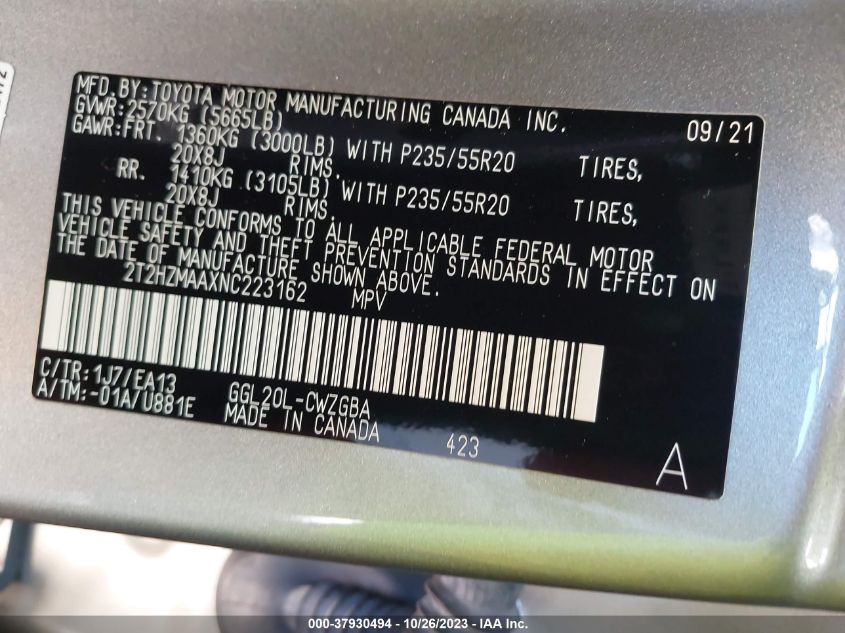 MFD.BY:TOYOTA MOTOR MANUFACTURING CANADA INC. 09/21
GVWR:2570KG (5665LB)
GAWR:FRT. 1360KG (3000LB) WITH P235/55R20 TIRES,
20X8J RIMS.
RR. 1410KG (3105LB) WITH P235/55R20 TIRES,
20X8J RIMS.
THIS VEHICLE CONFORMS TO ALL APPLICABLE FEDERAL MOTOR
VEHICLE SAFETY AND THEFT PREVENTION STANDARDS IN EFFECT ON
THE DATE OF MANUFACTURE SHOWN ABOVE.
2T2HZMAAXNC223162 MPV
C/TR:1J7/EA13
A/TM:-01A/U881E GGL20L-CWZGBA
MADE IN CANADA 423
A
000-37930494 - 10/26/2023 - IAA Inc.